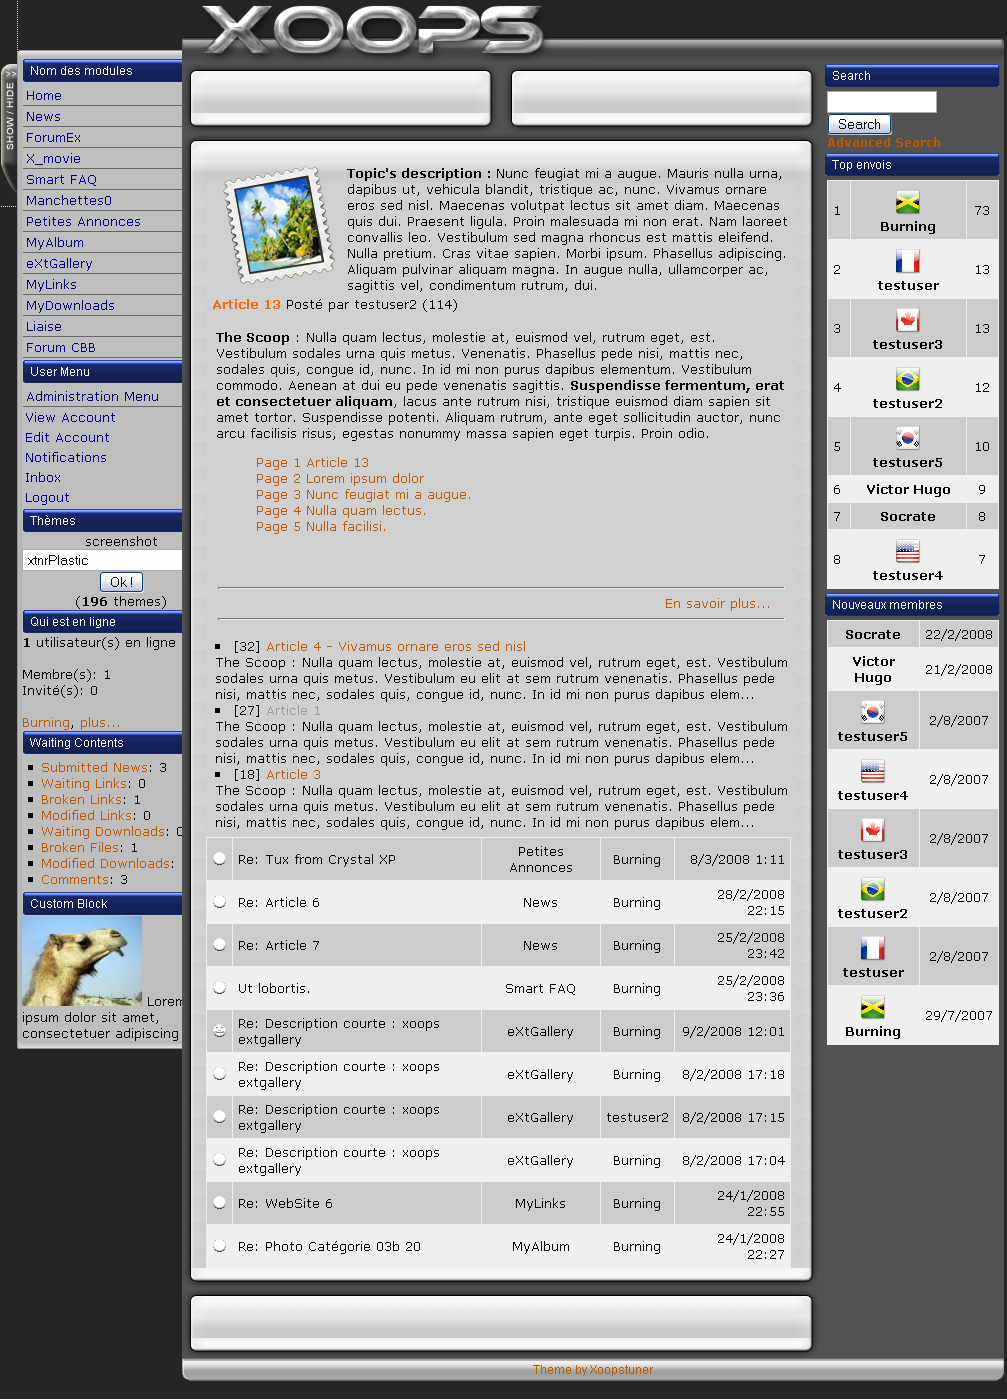 XOOPS
SHOW / HIDE >>
Nom des modules
Home
News
ForumEx
X_movie
Smart FAQ
Manchettes0
Petites Annonces
MyAlbum
eXtGallery
MyLinks
MyDownloads
Liaise
Forum CBB
User Menu
Administration Menu
View Account
Edit Account
Notifications
Inbox
Logout
Thèmes
screenshot
xtnrPlastic
Ok !
(196 themes)
Qui est en ligne
1 utilisateur(s) en ligne
Membre(s): 1
Invité(s): 0
Burning, plus...
Waiting Contents
Submitted News: 3
Waiting Links: 0
Broken Links: 1
Modified Links: 0
Waiting Downloads: 0
Broken Files: 1
Modified Downloads:
Comments: 3
Custom Block
Lorem
ipsum dolor sit amet,
consectetuer adipiscing
Topic's description : Nunc feugiat mi a augue. Mauris nulla urna,
dapibus ut, vehicula blandit, tristique ac, nunc. Vivamus ornare
eros sed nisl. Maecenas volutpat lectus sit amet diam. Maecenas
quis dui. Praesent ligula. Proin malesuada mi non erat. Nam laoreet
convallis leo. Vestibulum sed magna rhoncus est mattis eleifend.
Nulla pretium. Cras vitae sapien. Morbi ipsum. Phasellus adipiscing.
Aliquam pulvinar aliquam magna. In augue nulla, ullamcorper ac,
sagittis vel, condimentum rutrum, dui.
Article 13 Posté par testuser2 (114)
The Scoop : Nulla quam lectus, molestie at, euismod vel, rutrum eget, est.
Vestibulum sodales urna quis metus. Venenatis. Phasellus pede nisi, mattis nec,
sodales quis, congue id, nunc. In id mi non purus dapibus elementum. Vestibulum
commodo. Aenean at dui eu pede venenatis sagittis. Suspendisse fermentum, erat
et consectetuer aliquam, lacus ante rutrum nisi, tristique euismod diam sapien sit
amet tortor. Suspendisse potenti. Aliquam rutrum, ante eget sollicitudin auctor, nunc
arcu facilisis risus, egestas nonummy massa sapien eget turpis. Proin odio.
Page 1 Article 13
Page 2 Lorem ipsum dolor
Page 3 Nunc feugiat mi a augue.
Page 4 Nulla quam lectus.
Page 5 Nulla facilisi.
En savoir plus...
[32] Article 4 - Vivamus ornare eros sed nisl
The Scoop : Nulla quam lectus, molestie at, euismod vel, rutrum eget, est. Vestibulum
sodales urna quis metus. Vestibulum eu elit at sem rutrum venenatis. Phasellus pede
nisi, mattis nec, sodales quis, congue id, nunc. In id mi non purus dapibus elem...
[27] Article 1
The Scoop : Nulla quam lectus, molestie at, euismod vel, rutrum eget, est. Vestibulum
sodales urna quis metus. Vestibulum eu elit at sem rutrum venenatis. Phasellus pede
nisi, mattis nec, sodales quis, congue id, nunc. In id mi non purus dapibus elem...
[18] Article 3
The Scoop : Nulla quam lectus, molestie at, euismod vel, rutrum eget, est. Vestibulum
sodales urna quis metus. Vestibulum eu elit at sem rutrum venenatis. Phasellus pede
nisi, mattis nec, sodales quis, congue id, nunc. In id mi non purus dapibus elem...
Re: Tux from Crystal XP Petites Annonces Burning 8/3/2008 1:11
Re: Article 6 News Burning 28/2/2008 22:15
Re: Article 7 News Burning 25/2/2008 23:42
Ut lobortis. Smart FAQ Burning 25/2/2008 23:36
Re: Description courte : xoops extgallery eXtGallery Burning 9/2/2008 12:01
Re: Description courte : xoops extgallery eXtGallery Burning 8/2/2008 17:18
Re: Description courte : xoops extgallery eXtGallery testuser2 8/2/2008 17:15
Re: Description courte : xoops extgallery eXtGallery Burning 8/2/2008 17:04
Re: WebSite 6 MyLinks Burning 24/1/2008 22:55
Re: Photo Catégorie 03b 20 MyAlbum Burning 24/1/2008 22:27
Search
Search
Advanced Search
Top envois
1 Burning 73
2 testuser 13
3 testuser3 13
4 testuser2 12
5 testuser5 10
6 Victor Hugo 9
7 Socrate 8
8 testuser4 7
Nouveaux membres
Socrate 22/2/2008
Victor Hugo 21/2/2008
testuser5 2/8/2007
testuser4 2/8/2007
testuser3 2/8/2007
testuser2 2/8/2007
testuser 2/8/2007
Burning 29/7/2007
Theme by Xoopstuner